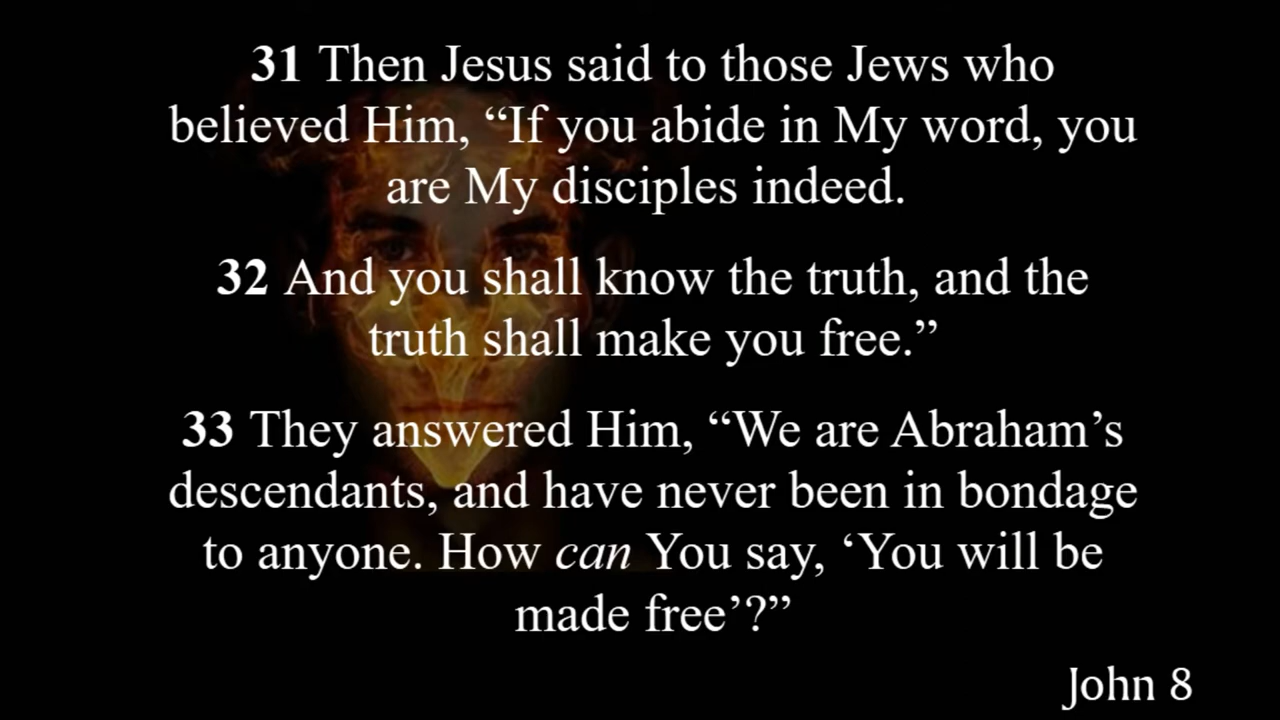 31 Then Jesus said to those Jews who
believed Him, “If you abide in My word, you
are My disciples indeed.
32 And you shall know the truth, and the
truth shall make you free.”
33 They answered Him, “We are Abraham’s
descendants, and have never been in bondage
to anyone. How can You say, ‘You will be
made free’?”
John 8